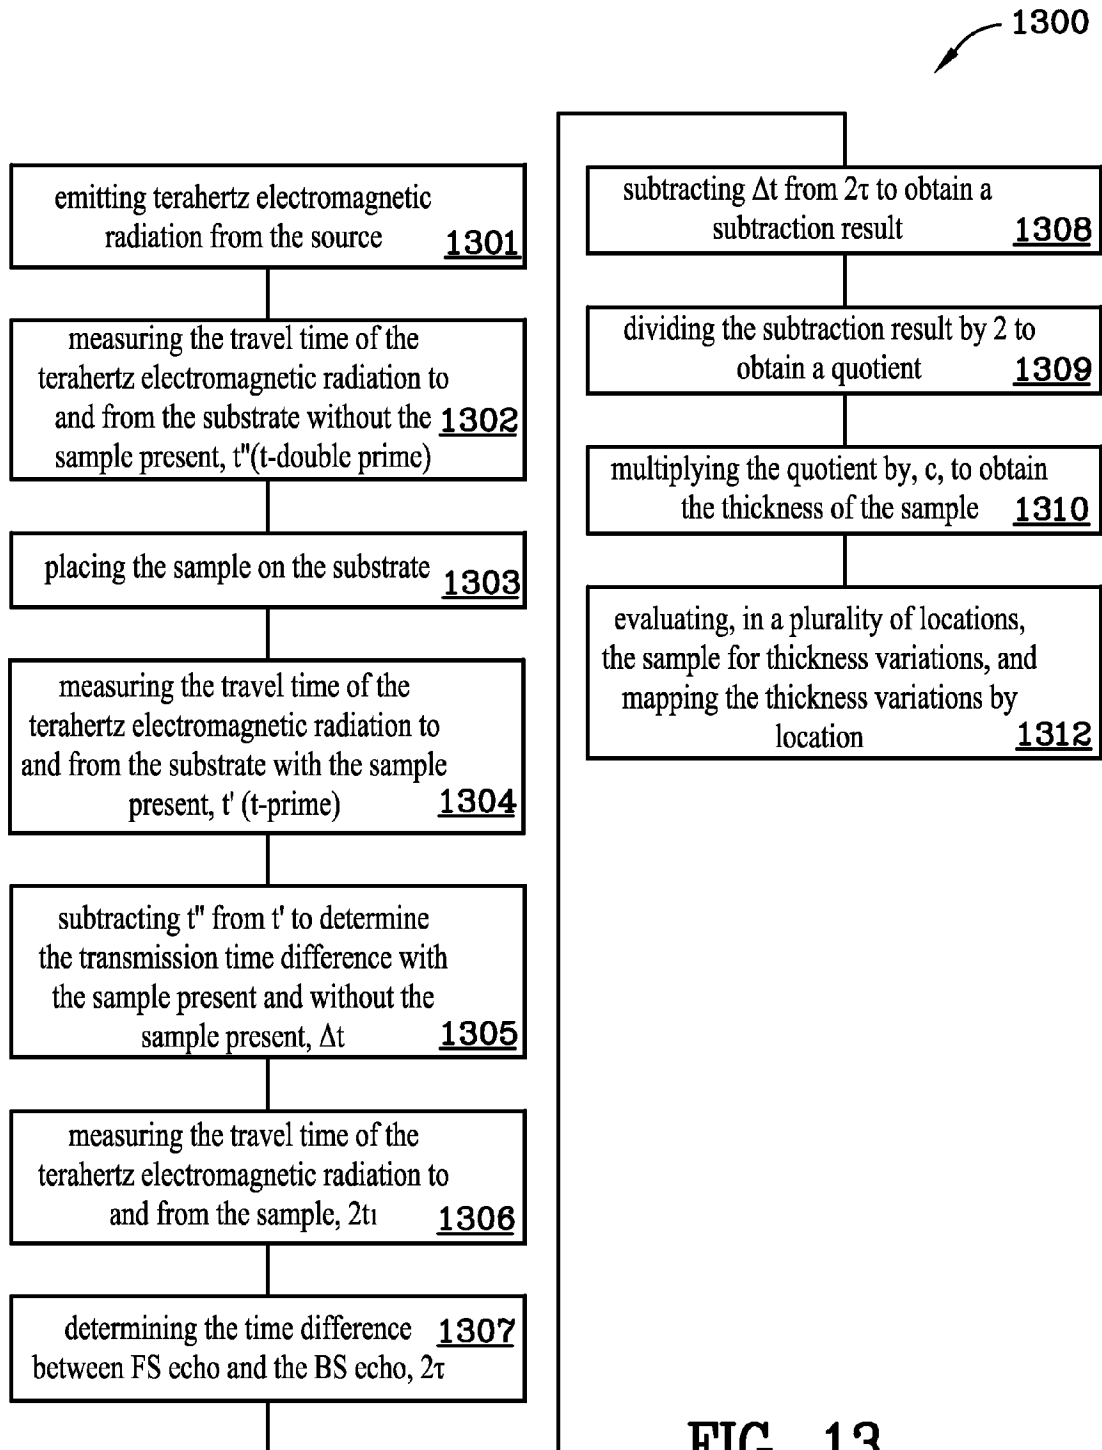 1300
emitting terahertz electromagnetic
radiation from the source 1301
measuring the travel time of the
terahertz electromagnetic radiation to
and from the substrate without the 1302
sample present, t"(t-double prime)
placing the sample on the substrate 1303
measuring the travel time of the
terahertz electromagnetic radiation to
and from the substrate with the sample
present, t' (t-prime) 1304
subtracting t" from t' to determine
the transmission time difference with
the sample present and without the
sample present, Δt 1305
measuring the travel time of the
terahertz electromagnetic radiation to
and from the sample, 2t₁ 1306
determining the time difference 1307
between FS echo and the BS echo, 2τ
subtracting Δt from 2τ to obtain a
subtraction result 1308
dividing the subtraction result by 2 to
obtain a quotient 1309
multiplying the quotient by, c, to obtain
the thickness of the sample 1310
evaluating, in a plurality of locations,
the sample for thickness variations, and
mapping the thickness variations by
location 1312
FIG. 13